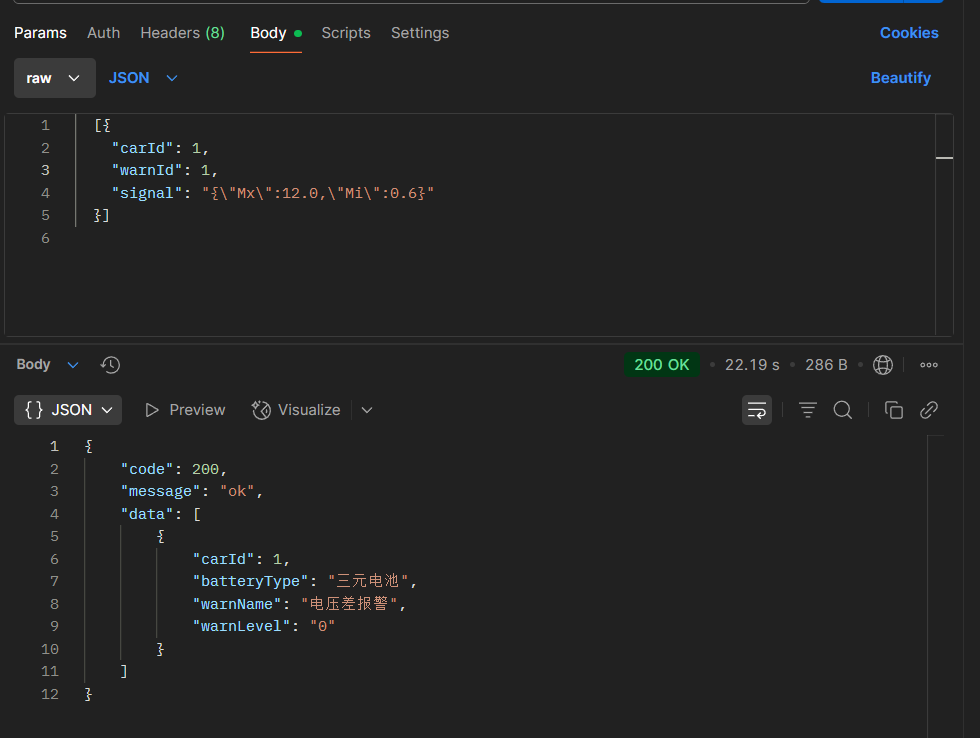 Params Auth Headers (8) Body Scripts Settings Cookies
raw JSON Beautify
1 [{
2 "carId": 1,
3 "warnId": 1,
4 "signal": "{\"Mx\":12.0,\"Mi\":0.6}"
5 }]
6
Body 200 OK 22.19 s 286 B
{} JSON Preview Visualize
1 {
2 "code": 200,
3 "message": "ok",
4 "data": [
5 {
6 "carId": 1,
7 "batteryType": "三元电池",
8 "warnName": "电压差报警",
9 "warnLevel": "0"
10 }
11 ]
12 }